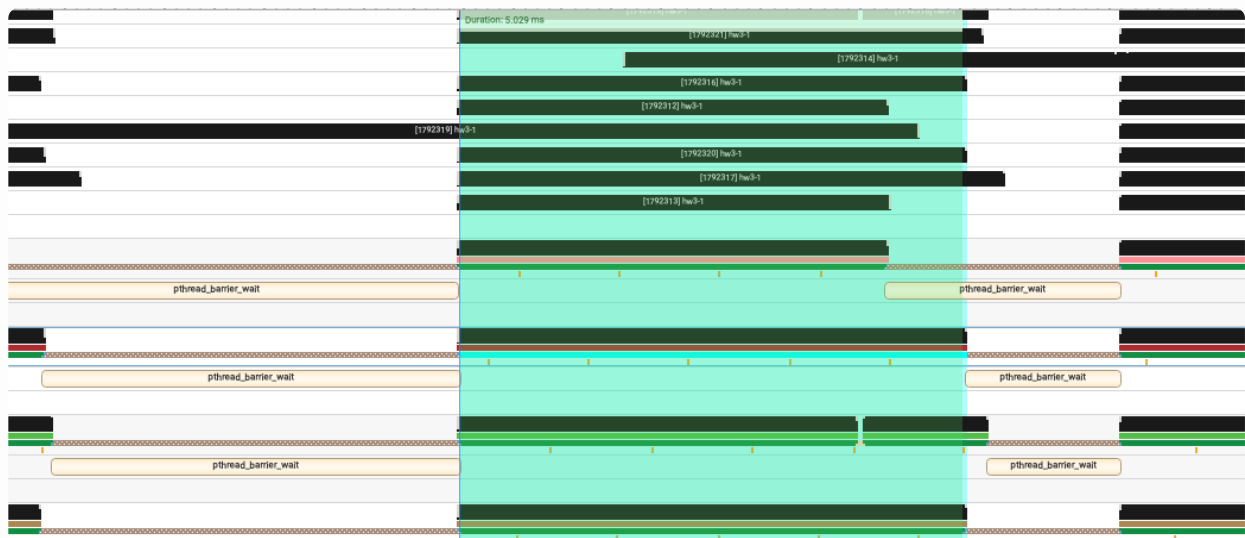 Duration: 5.029 ms
[1792321] hw3-1
[1792314] hw3-1
[1792316] hw3-1
[1792312] hw3-1
[1792319] hw3-1
[1792320] hw3-1
[1792317] hw3-1
[1792313] hw3-1
pthread_barrier_wait pthread_barrier_wait
pthread_barrier_wait pthread_barrier_wait
pthread_barrier_wait pthread_barrier_wait